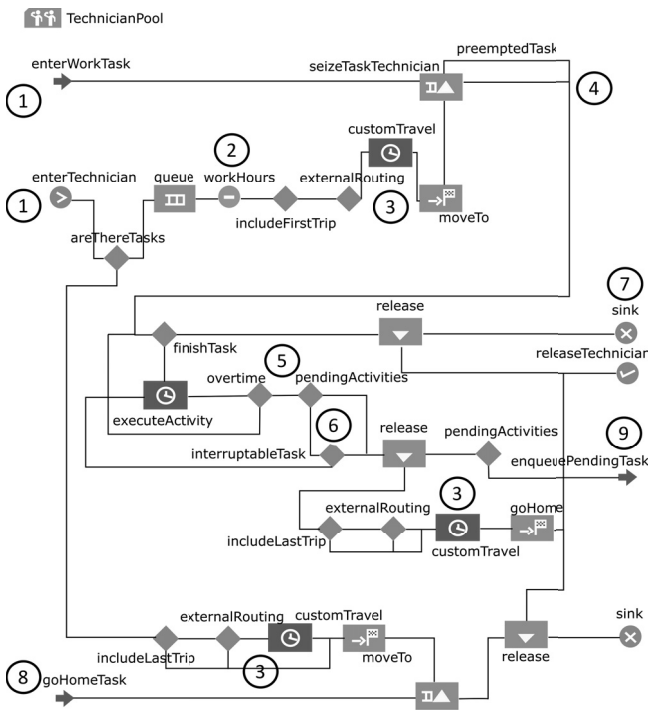 TechnicianPool
preemptedTask
enterWorkTask
seizeTaskTechnician
1
4
customTravel
2
enterTechnician
queue
workHours
externalRouting
1
3
includeFirstTrip
moveTo
areThereTasks
7
release
sink
finishTask
releaseTechnician
5
overtime
pendingActivities
executeActivity
6
release
pendingActivities
9
interruptableTask
enqueuePendingTask
3
externalRouting
goHome
includeLastTrip
customTravel
externalRouting
customTravel
sink
includeLastTrip
moveTo
release
3
8
goHomeTask